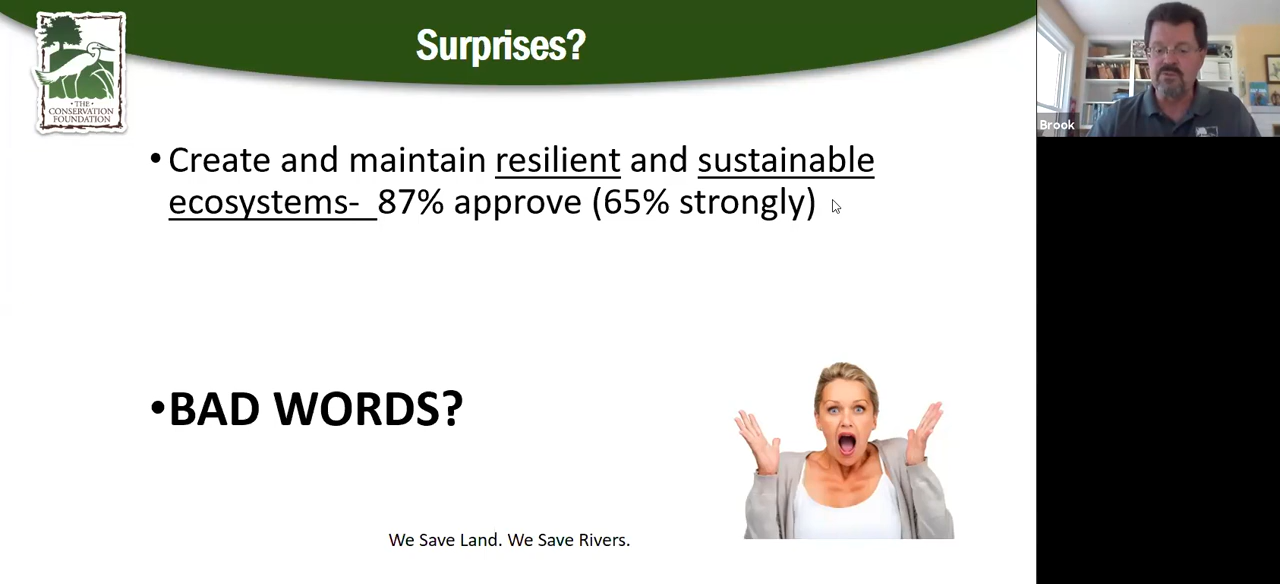 Surprises?
• THE •
CONSERVATION
FOUNDATION
Brook
• Create and maintain resilient and sustainable
ecosystems- 87% approve (65% strongly)
•BAD WORDS?
We Save Land. We Save Rivers.